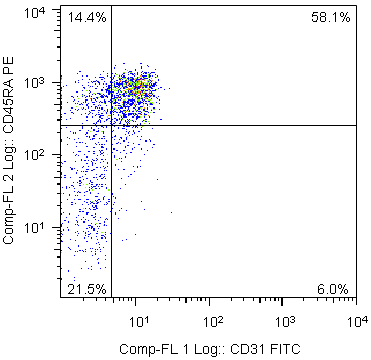 14.4% 58.1%
10⁴
10³
10²
10¹
Comp-FL 2 Log:: CD45RA PE
21.5% 6.0%
10¹ 10² 10³ 10⁴
Comp-FL 1 Log:: CD31 FITC